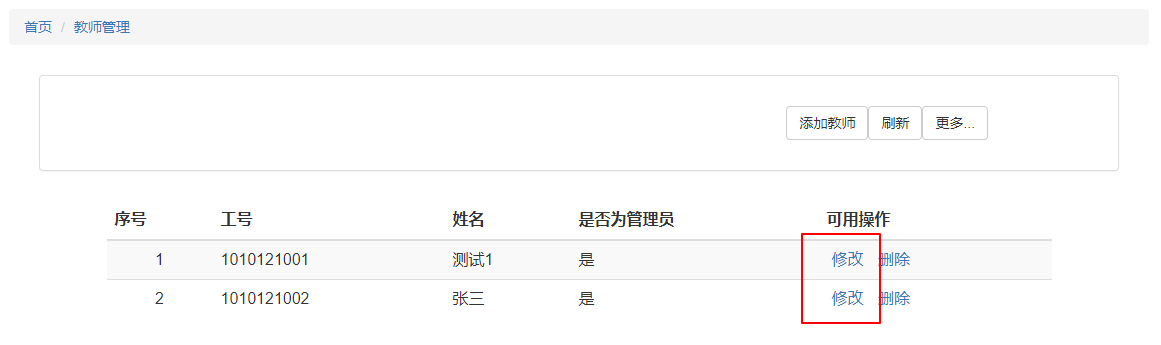 首页 / 教师管理
添加教师 刷新 更多...
序号 工号 姓名 是否为管理员 可用操作
1 1010121001 测试1 是 修改 删除
2 1010121002 张三 是 修改 删除